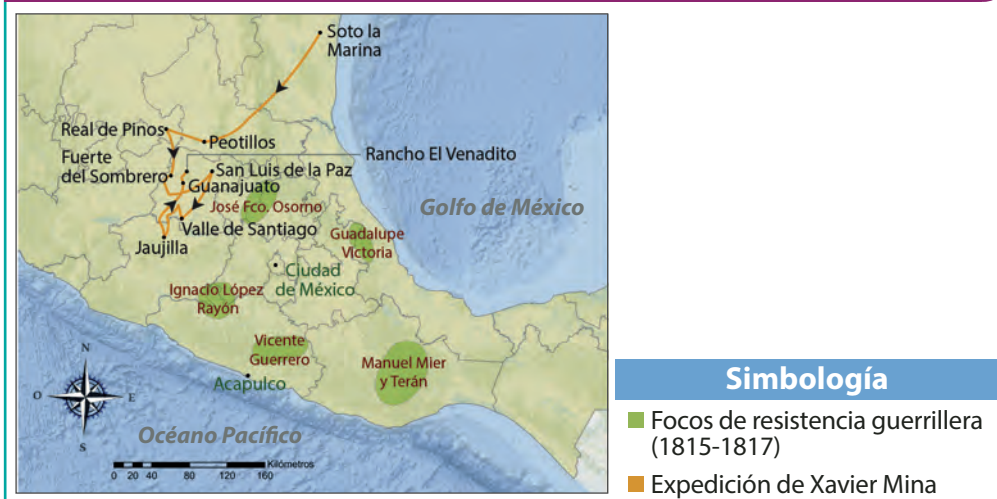 Soto la
Marina
Real de Pinos
Peotillos
Fuerte
del Sombrero
Rancho El Venadito
San Luis de la Paz
Guanajuato
José Fco. Osorno
Golfo de México
Valle de Santiago
Jaujilla
Guadalupe
Victoria
Ciudad
de México
Ignacio López
Rayón
Vicente
Guerrero
Manuel Mier
y Terán
Acapulco
N
O
E
S
Océano Pacífico
Kilómetros
0 20 40 80 120 160
Simbología
Focos de resistencia guerrillera
(1815-1817)
Expedición de Xavier Mina